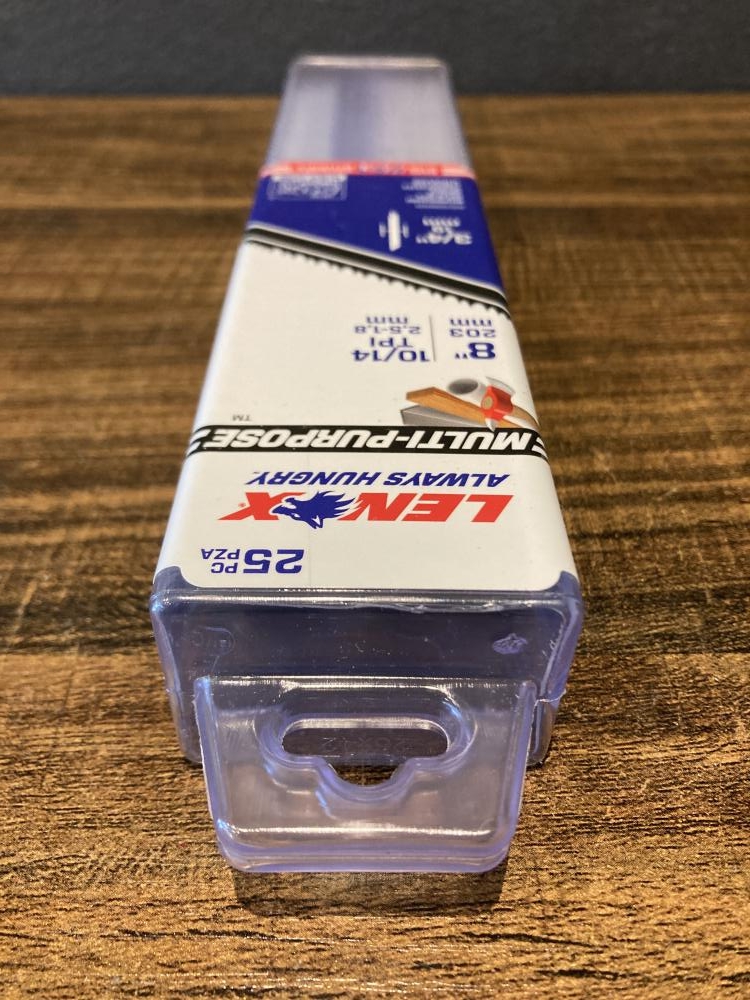 25 PC
PZA
LENOX®
ALWAYS HUNGRY.
MULTI-PURPOSE™
8"
203
mm
10/14
TPI
2,5-1,8
mm
3/4"
19
mm